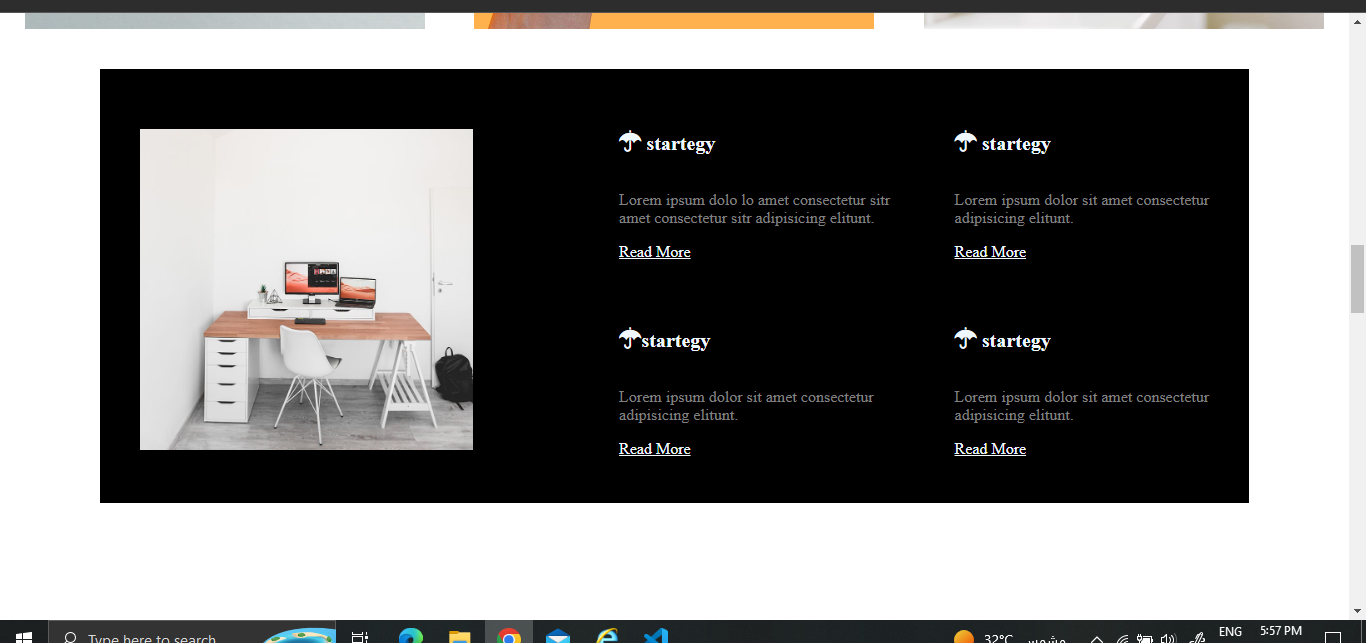 startegy
Lorem ipsum dolo lo amet consectetur sitr
amet consectetur sitr adipisicing elitunt.
Read More
startegy
Lorem ipsum dolor sit amet consectetur
adipisicing elitunt.
Read More
startegy
Lorem ipsum dolor sit amet consectetur
adipisicing elitunt.
Read More
startegy
Lorem ipsum dolor sit amet consectetur
adipisicing elitunt.
Read More
Type here to search
32°C
ENG
5:57 PM